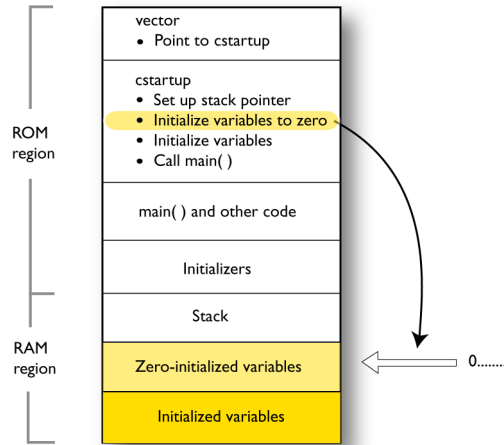 vector
• Point to cstartup
cstartup
• Set up stack pointer
• Initialize variables to zero
• Initialize variables
• Call main( )
ROM
region
main( ) and other code
Initializers
Stack
RAM
region
Zero-initialized variables
0........
Initialized variables